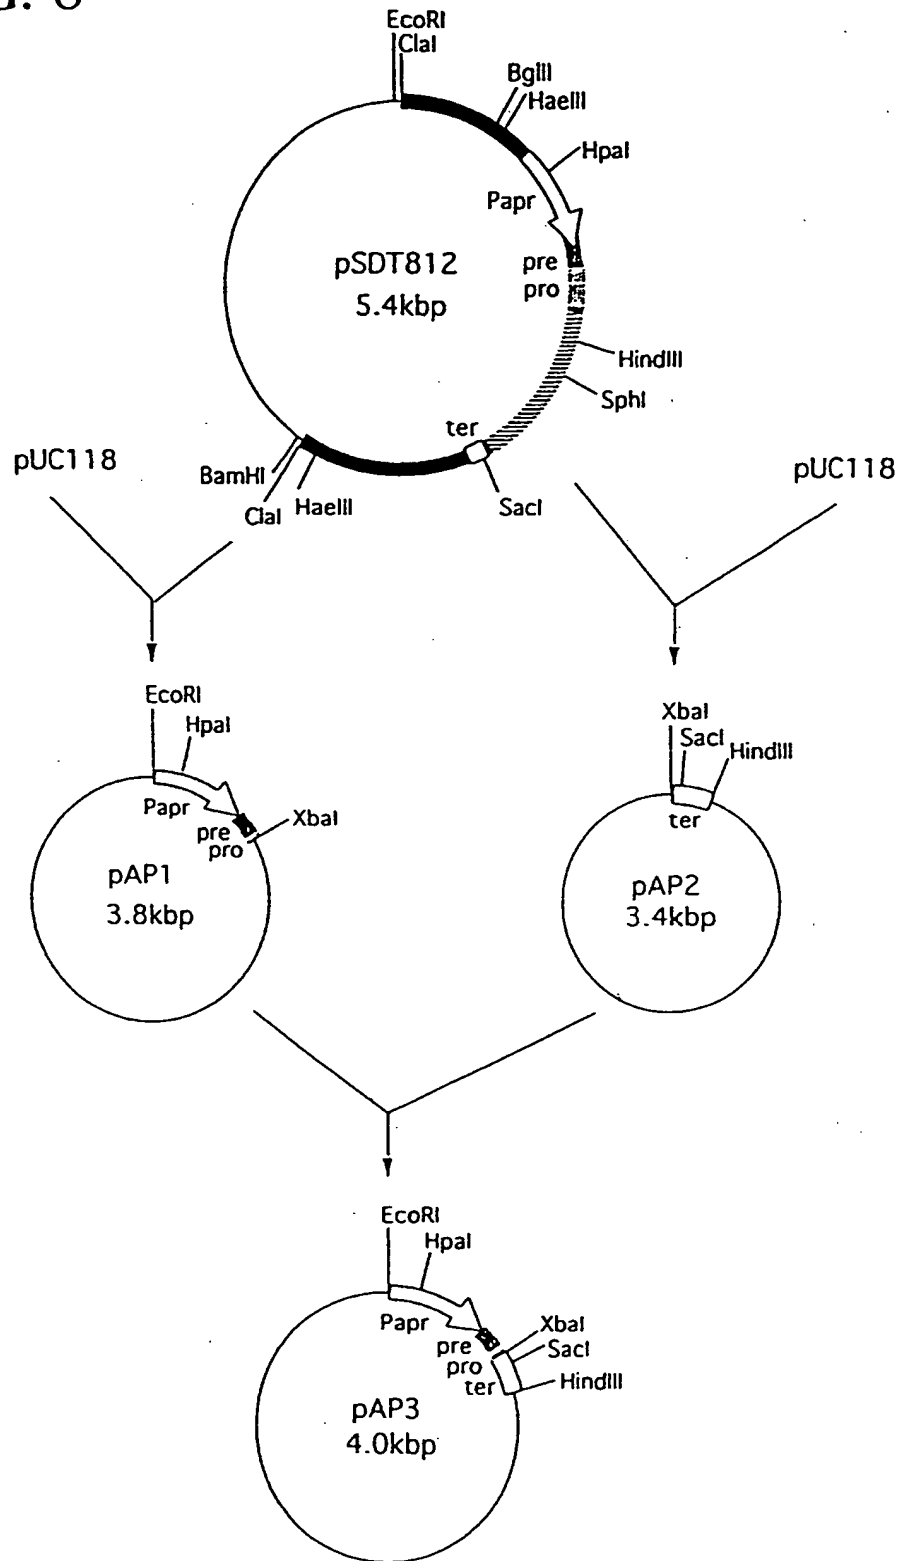 EcoRI
ClaI
BglII
HaeIII
HpaI
Papr
pSDT812
5.4kbp
pre
pro
HindIII
SphI
ter
pUC118
pUC118
BamHI
ClaI
HaeIII
SacI
EcoRI
HpaI
Papr
pre
pro
XbaI
pAP1
3.8kbp
XbaI
SacI
HindIII
ter
pAP2
3.4kbp
EcoRI
HpaI
Papr
pre
pro
ter
XbaI
SacI
HindIII
pAP3
4.0kbp